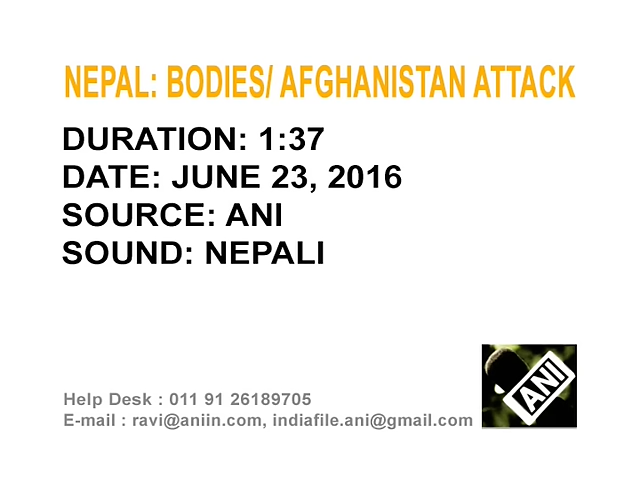 NEPAL: BODIES/ AFGHANISTAN ATTACK
DURATION: 1:37
DATE: JUNE 23, 2016
SOURCE: ANI
SOUND: NEPALI
ANI
Help Desk : 011 91 26189705
E-mail : ravi@aniin.com, indiafile.ani@gmail.com